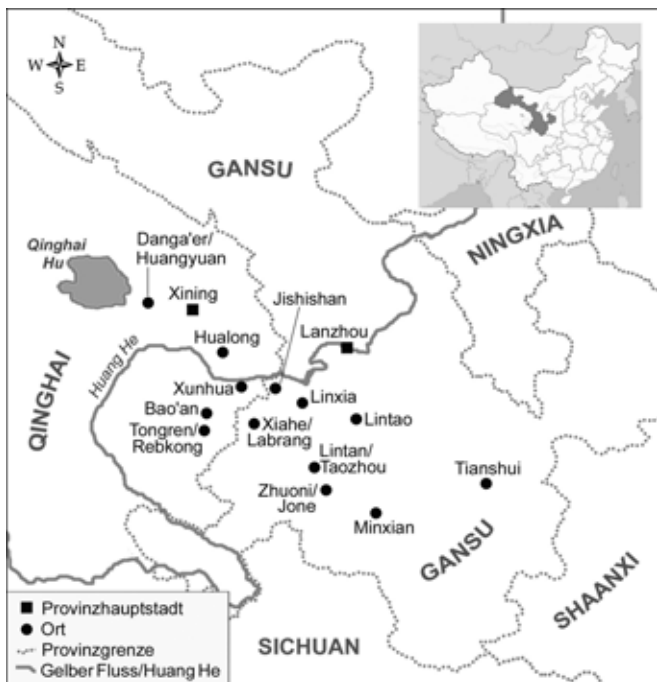 N
W E
S
GANSU
NINGXIA
Qinghai
Hu
Danga'er/
Huangyuan
Xining
Jishishan
Lanzhou
Hualong
Huang He
QINGHAI
Xunhua
Linxia
Bao'an
Tongren/
Rebkong
Xiahe/
Labrang
Lintao
Lintan/
Taozhou
Tianshui
Zhuoni/
Jone
Minxian
GANSU
SHAANXI
SICHUAN
Provinzhauptstadt
Ort
Provinzgrenze
Gelber Fluss/Huang He